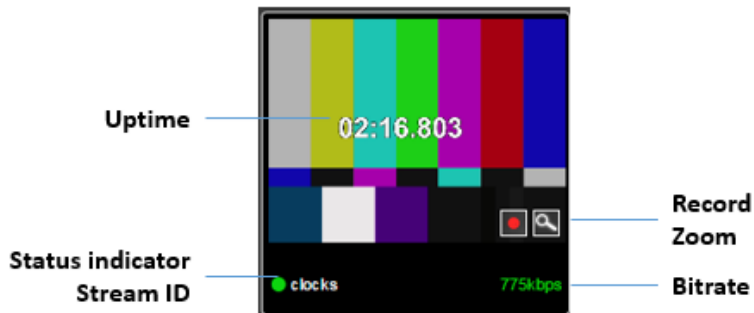 Uptime
02:16.803
Record
Zoom
Status indicator
Stream ID
clocks
775kbps
Bitrate